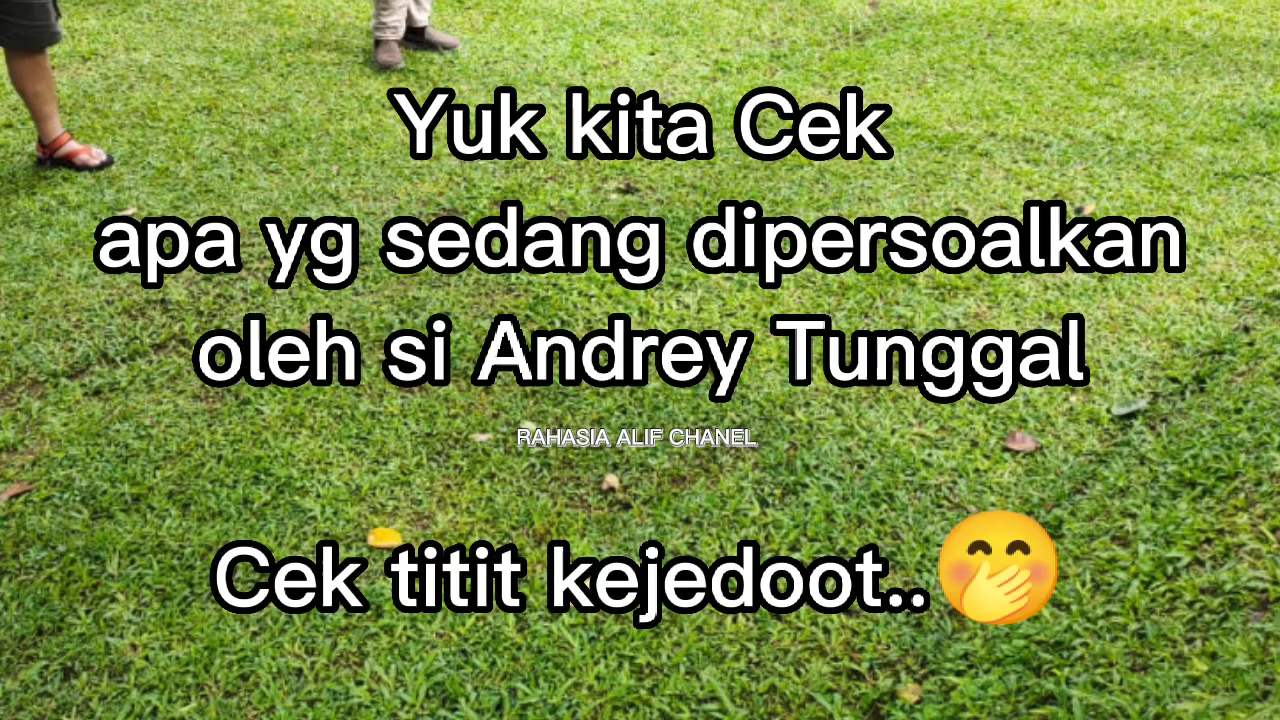 Yuk kita Cek
apa yg sedang dipersoalkan
oleh si Andrey Tunggal
RAHASIA ALIF CHANEL
Cek titit kejedoot..🤭